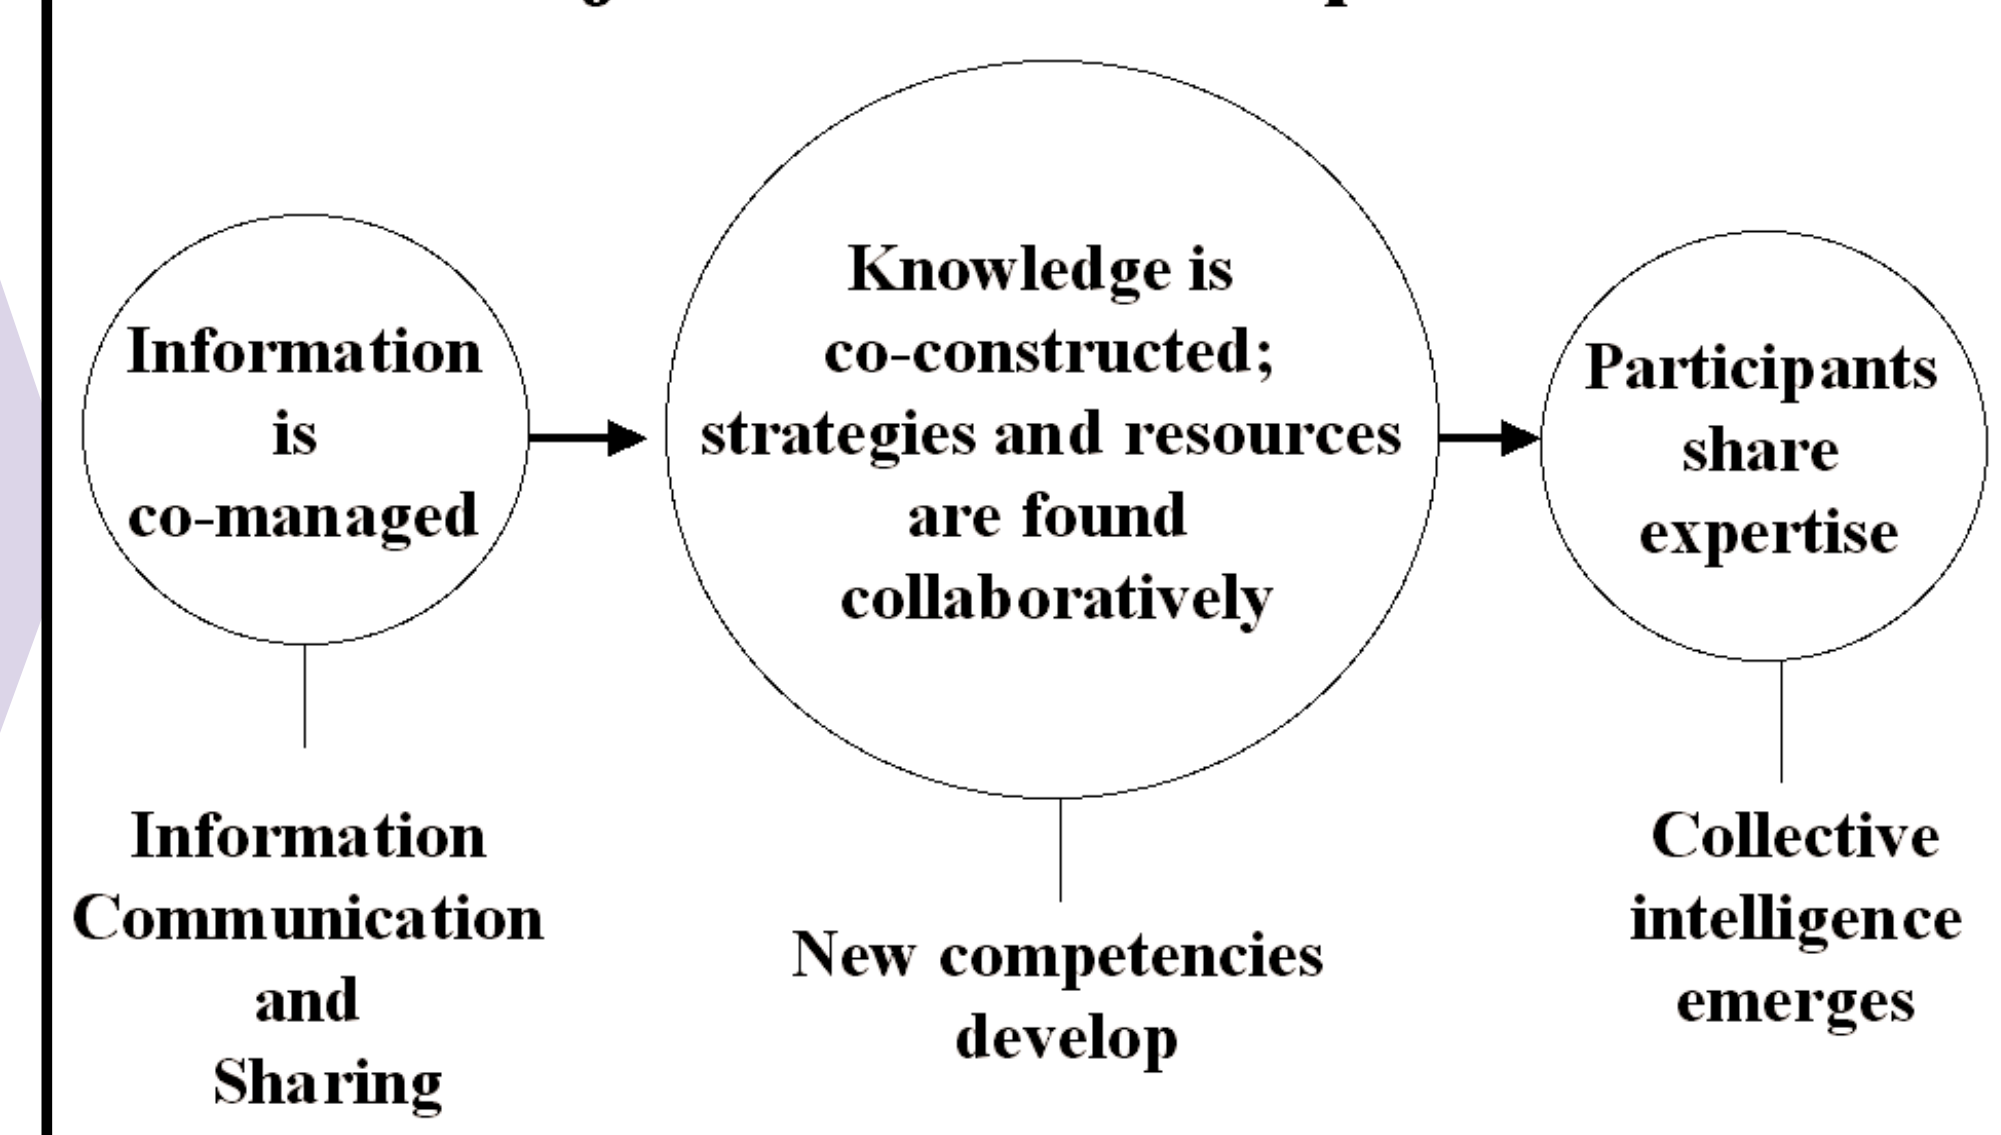 Information
is
co-managed
Knowledge is
co-constructed;
strategies and resources
are found
collaboratively
Participants
share
expertise
Information
Communication
and
Sharing
New competencies
develop
Collective
intelligence
emerges